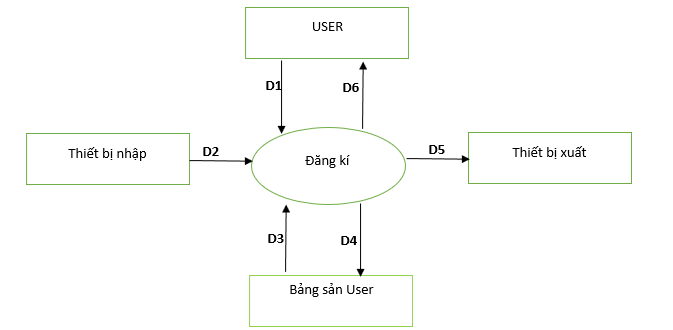 USER
D1
D6
Thiết bị nhập
D2
Đăng kí
D5
Thiết bị xuất
D3
D4
Bảng sản User